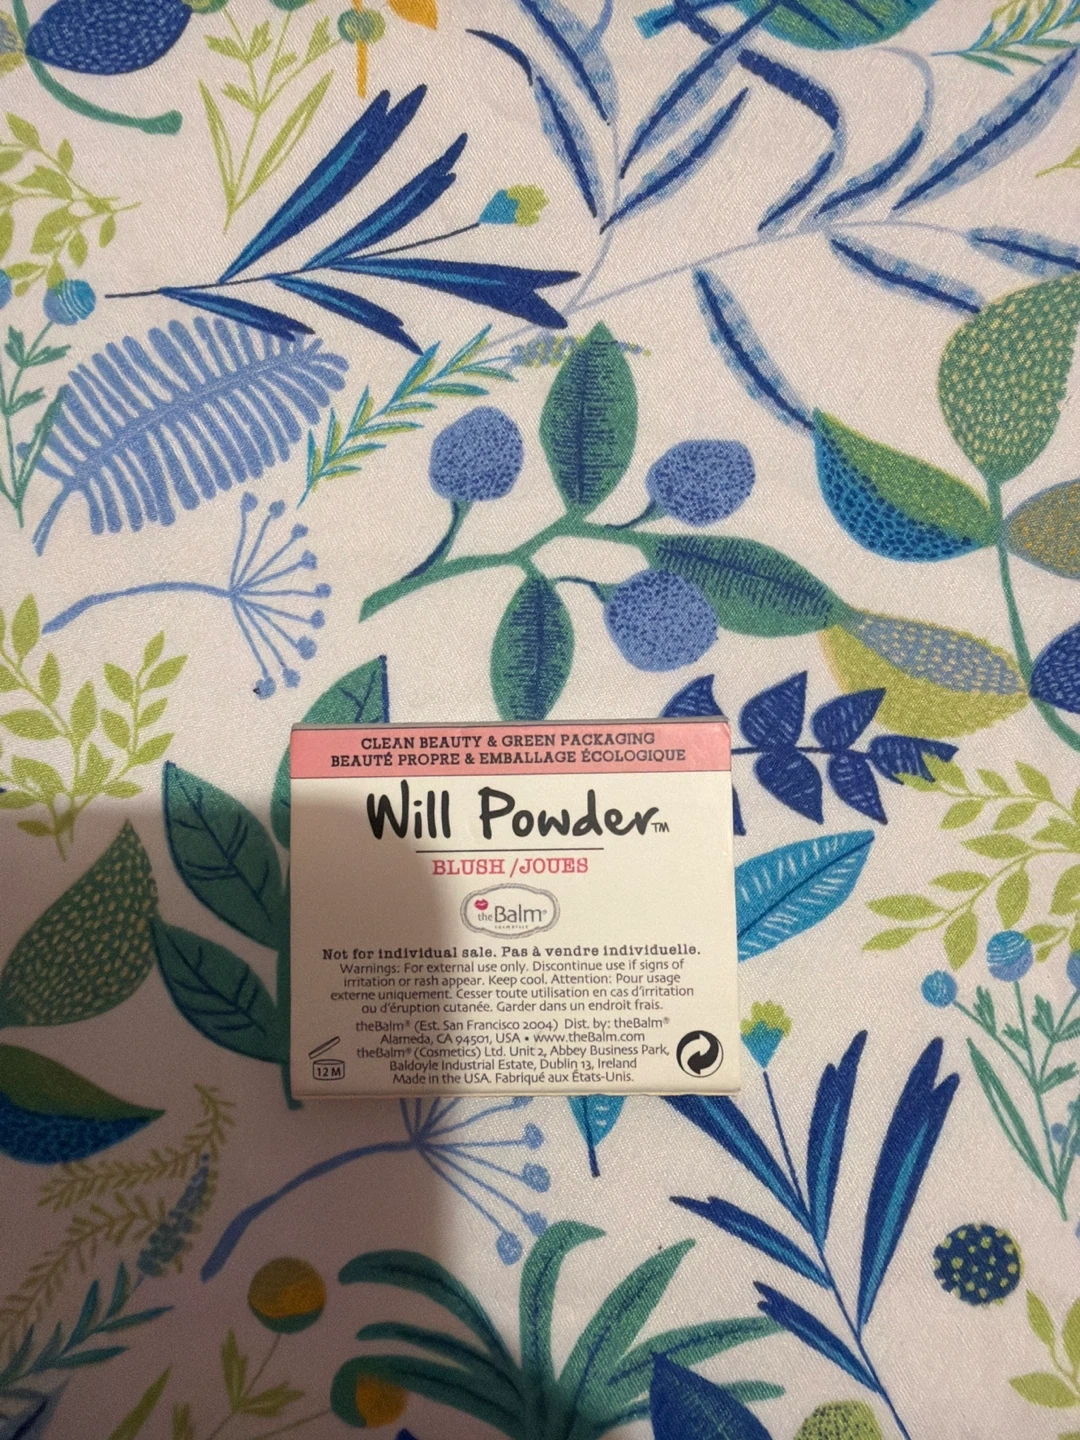 CLEAN BEAUTY & GREEN PACKAGING
BEAUTÉ PROPRE & EMBALLAGE ÉCOLOGIQUE
Will Powder™
BLUSH /JOUES
theBalm®
cosmetics
Not for individual sale. Pas à vendre individuelle.
Warnings: For external use only. Discontinue use if signs of
irritation or rash appear. Keep cool. Attention: Pour usage
externe uniquement. Cesser toute utilisation en cas d'irritation
ou d'éruption cutanée. Garder dans un endroit frais.
theBalm® (Est. San Francisco 2004) Dist. by: theBalm®
Alameda, CA 94501, USA • www.theBalm.com
theBalm® (Cosmetics) Ltd. Unit 2, Abbey Business Park,
Baldoyle Industrial Estate, Dublin 13, Ireland
Made in the USA. Fabriqué aux États-Unis.
12 M